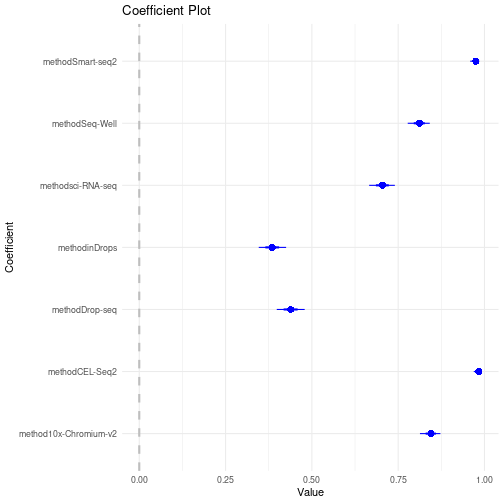 Coefficient Plot
methodSmart-seq2
methodSeq-Well
methodsci-RNA-seq
methodinDrops
methodDrop-seq
methodCEL-Seq2
method10x-Chromium-v2
Coefficient
0.00 0.25 0.50 0.75 1.00
Value